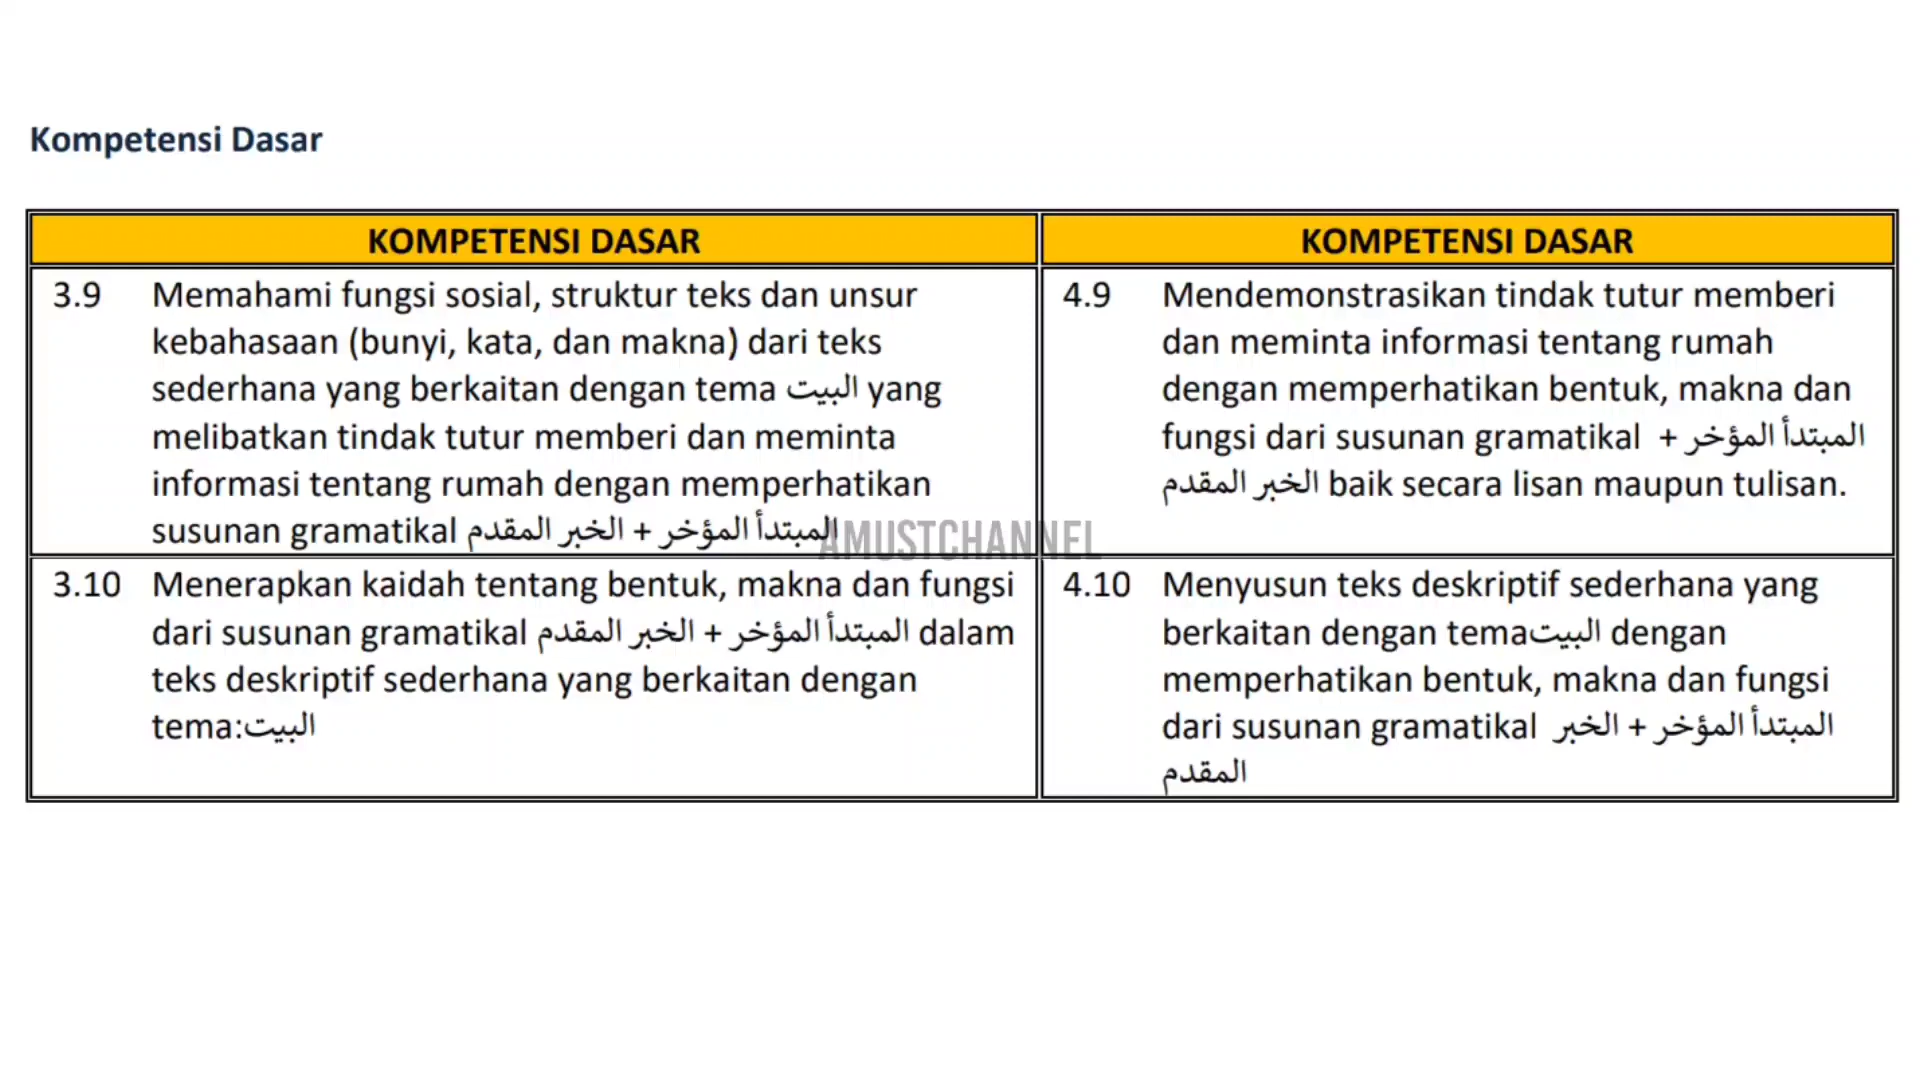 Kompetensi Dasar
KOMPETENSI DASAR
KOMPETENSI DASAR
3.9 Memahami fungsi sosial, struktur teks dan unsur
kebahasaan (bunyi, kata, dan makna) dari teks
sederhana yang berkaitan dengan tema البيت yang
melibatkan tindak tutur memberi dan meminta
informasi tentang rumah dengan memperhatikan
susunan gramatikal المبتدأ المؤخر + الخبر المقدم
4.9 Mendemonstrasikan tindak tutur memberi
dan meminta informasi tentang rumah
dengan memperhatikan bentuk, makna dan
fungsi dari susunan gramatikal المبتدأ المؤخر +
الخبر المقدم baik secara lisan maupun tulisan.
AMUSTCHANNEL
3.10 Menerapkan kaidah tentang bentuk, makna dan fungsi
dari susunan gramatikal المبتدأ المؤخر + الخبر المقدم dalam
teks deskriptif sederhana yang berkaitan dengan
tema:البيت
4.10 Menyusun teks deskriptif sederhana yang
berkaitan dengan temaالبيت dengan
memperhatikan bentuk, makna dan fungsi
dari susunan gramatikal المبتدأ المؤخر + الخبر
المقدم